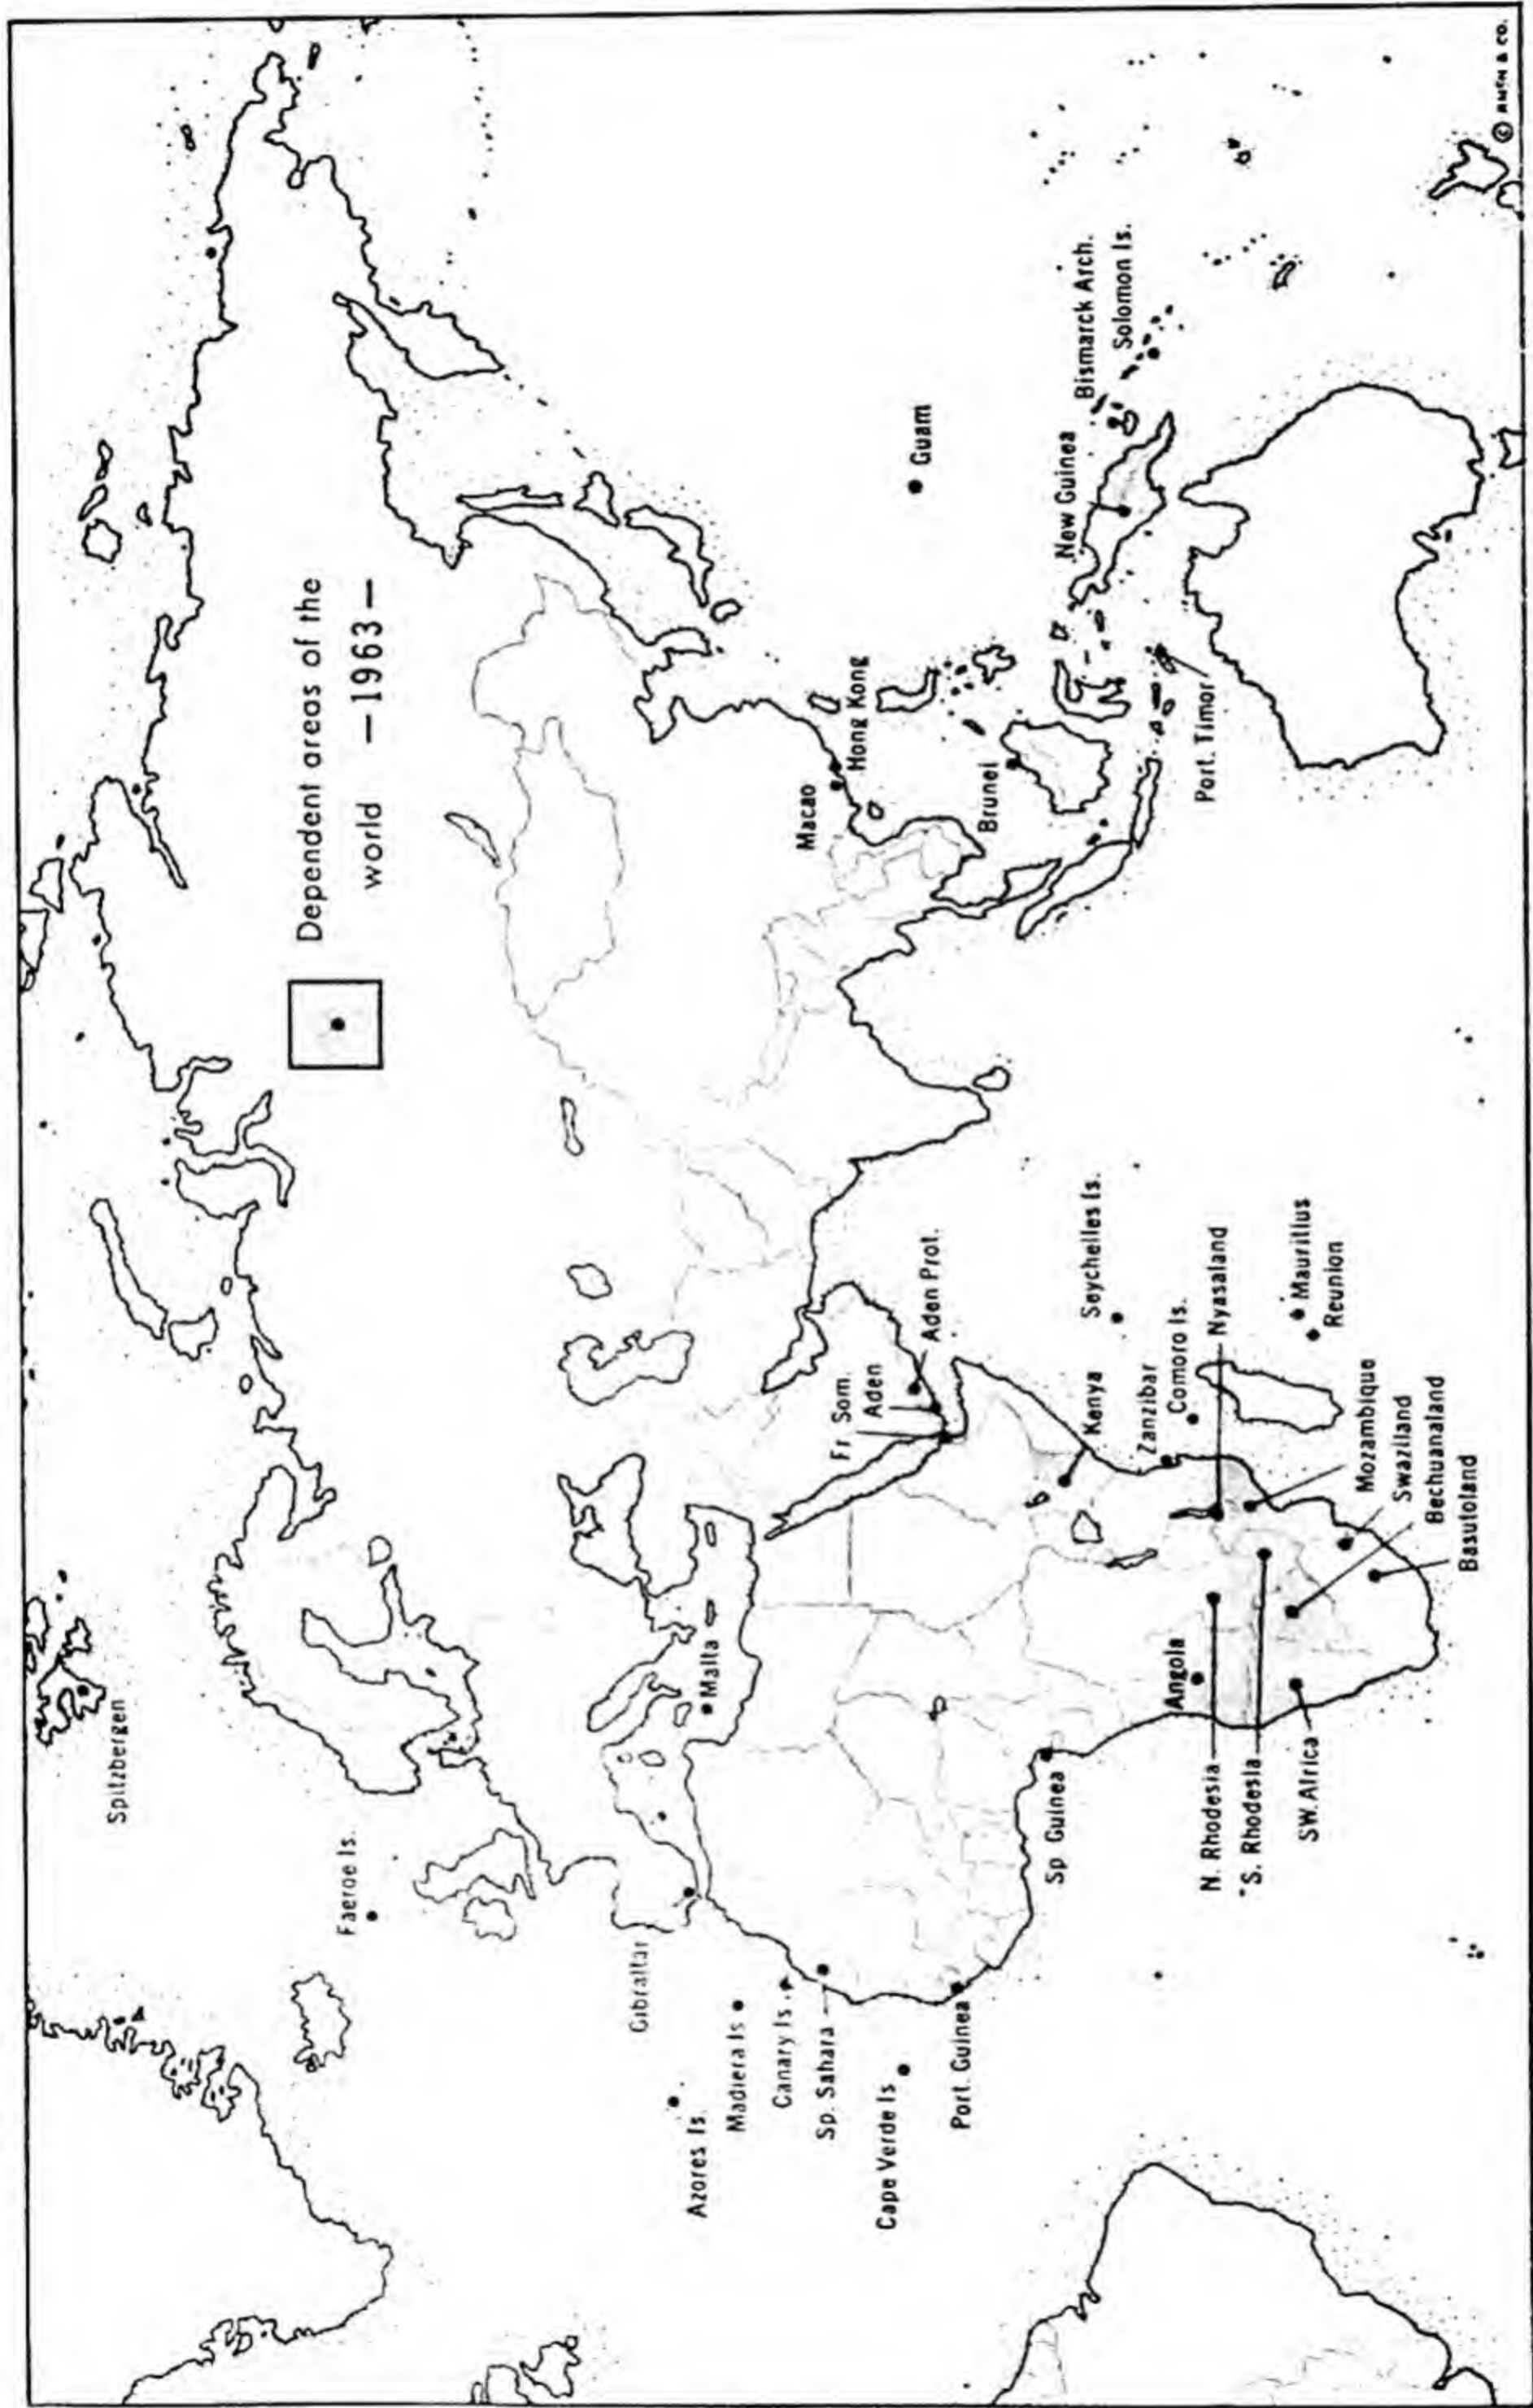 Dependent areas of the
world —1963—
Spitzbergen
Faeroe Is.
Gibraltar
Azores Is.
Madiera Is
Canary Is.
Sp. Sahara
Cape Verde Is
Port. Guinea
Malta
Fr Som.
Aden
Aden Prot.
Sp Guinea
Angola
N. Rhodesia
S. Rhodesia
SW. Africa
Kenya
Zanzibar
Seychelles Is.
Comoro Is.
Nyasaland
Mauritius
Reunion
Mozambique
Swaziland
Bechuanaland
Basutoland
Macao
Hong Kong
Brunei
Guam
New Guinea
Bismarck Arch.
Solomon Is.
Port. Timor